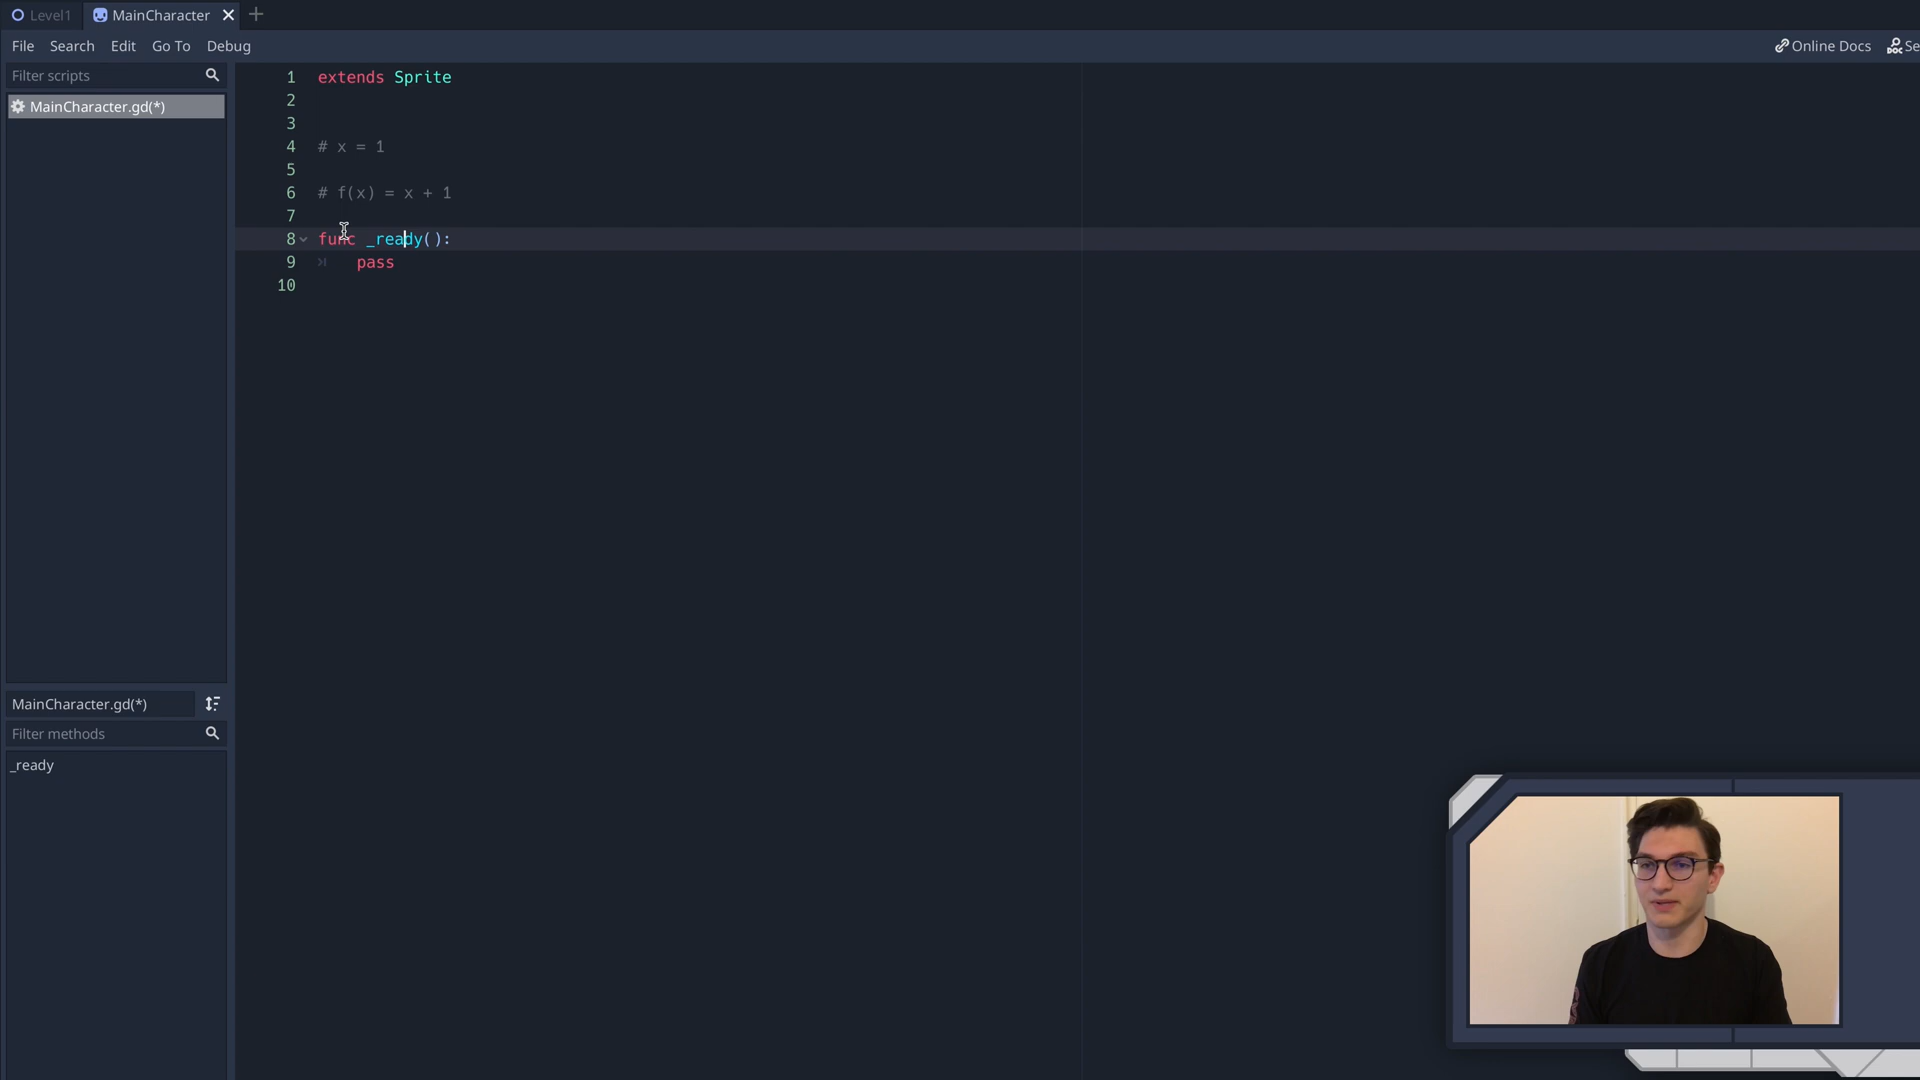 Level1 MainCharacter
File Search Edit Go To Debug Online Docs Se
Filter scripts
MainCharacter.gd(*)
1 extends Sprite
2
3
4 # x = 1
5
6 # f(x) = x + 1
7
8 func _ready():
9 pass
10
MainCharacter.gd(*)
Filter methods
_ready